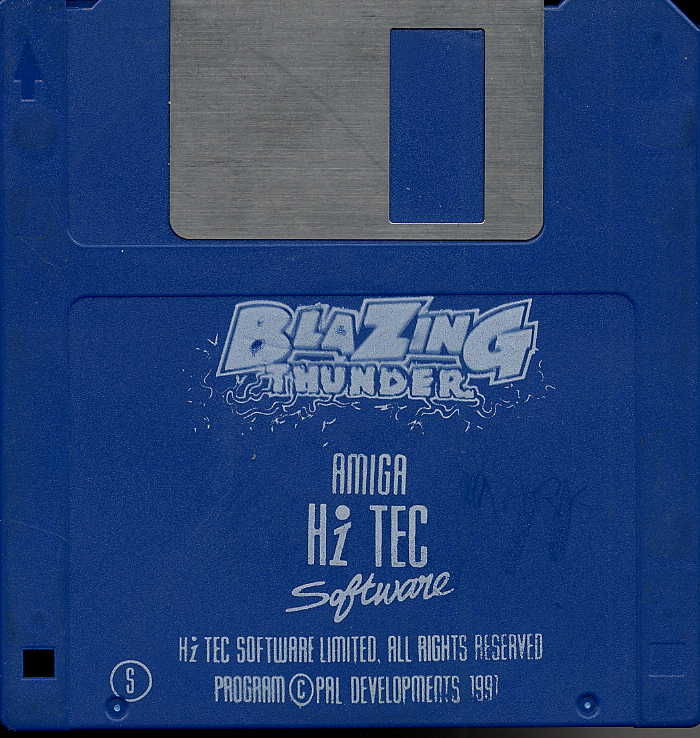 BLAZING
THUNDER
AMIGA
Hi TEC
Software
Hi TEC SOFTWARE LIMITED, ALL RIGHTS RESERVED
S PROGRAM © PAL DEVELOPMENTS 1991